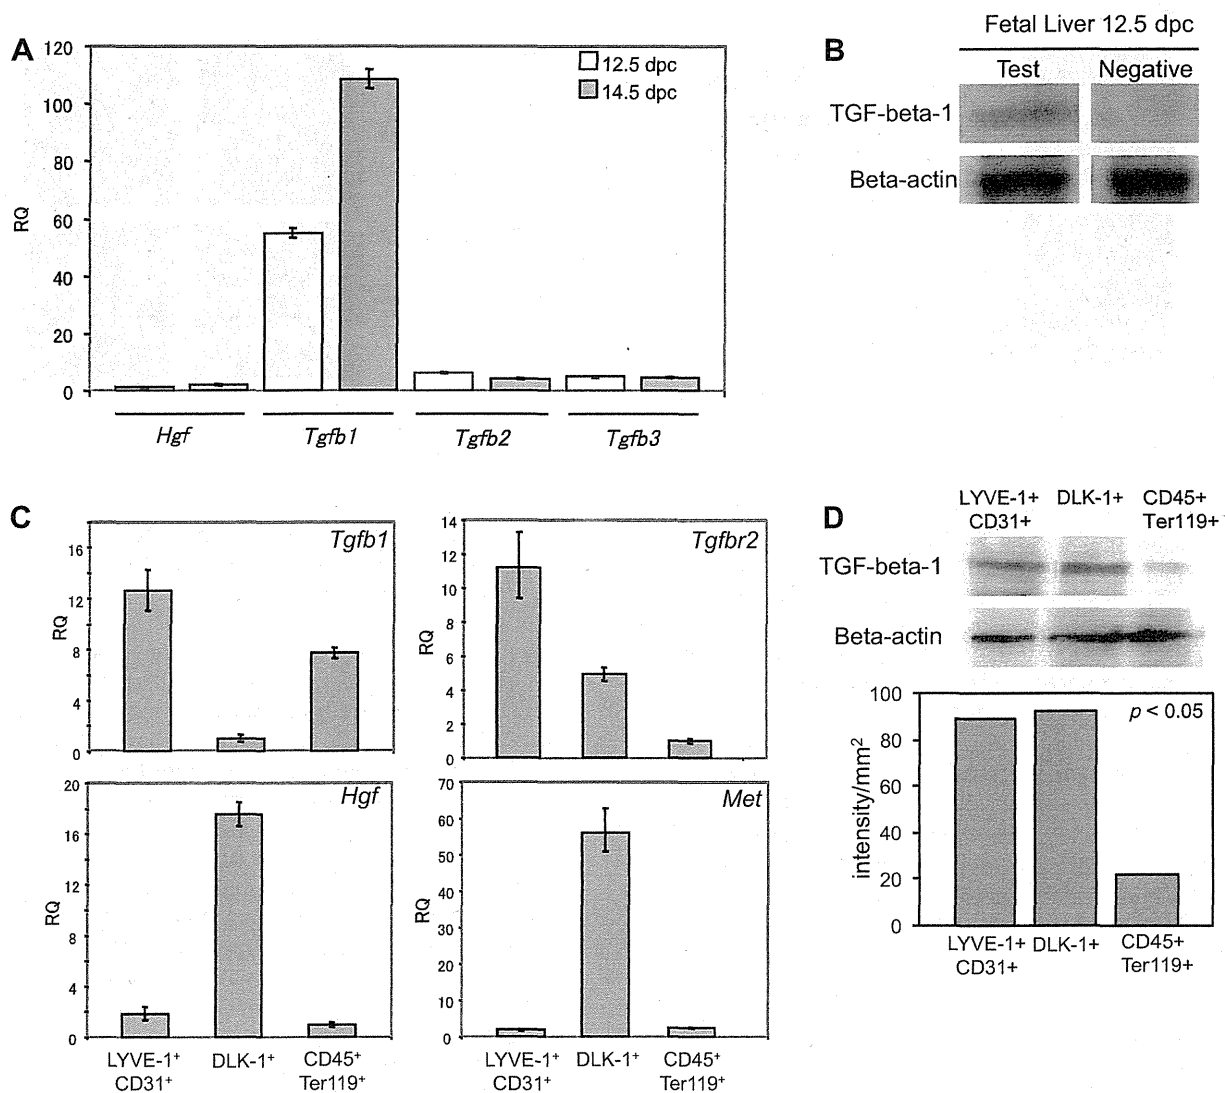 A
120
100
80
60
40
20
0
RQ
12.5 dpc
14.5 dpc
Hgf
Tgfb1
Tgfb2
Tgfb3
B
Fetal Liver 12.5 dpc
Test
Negative
TGF-beta-1
Beta-actin
C
Tgfb1
16
12
8
4
0
RQ
Tgfbr2
14
12
10
8
6
4
2
0
RQ
Hgf
20
16
12
8
4
0
RQ
LYVE-1+
CD31+
DLK-1+
CD45+
Ter119+
Met
70
60
50
40
30
20
10
0
RQ
LYVE-1+
CD31+
DLK-1+
CD45+
Ter119+
D
LYVE-1+
CD31+
DLK-1+
CD45+
Ter119+
TGF-beta-1
Beta-actin
100
80
60
40
20
0
intensity/mm²
p < 0.05
LYVE-1+
CD31+
DLK-1+
CD45+
Ter119+